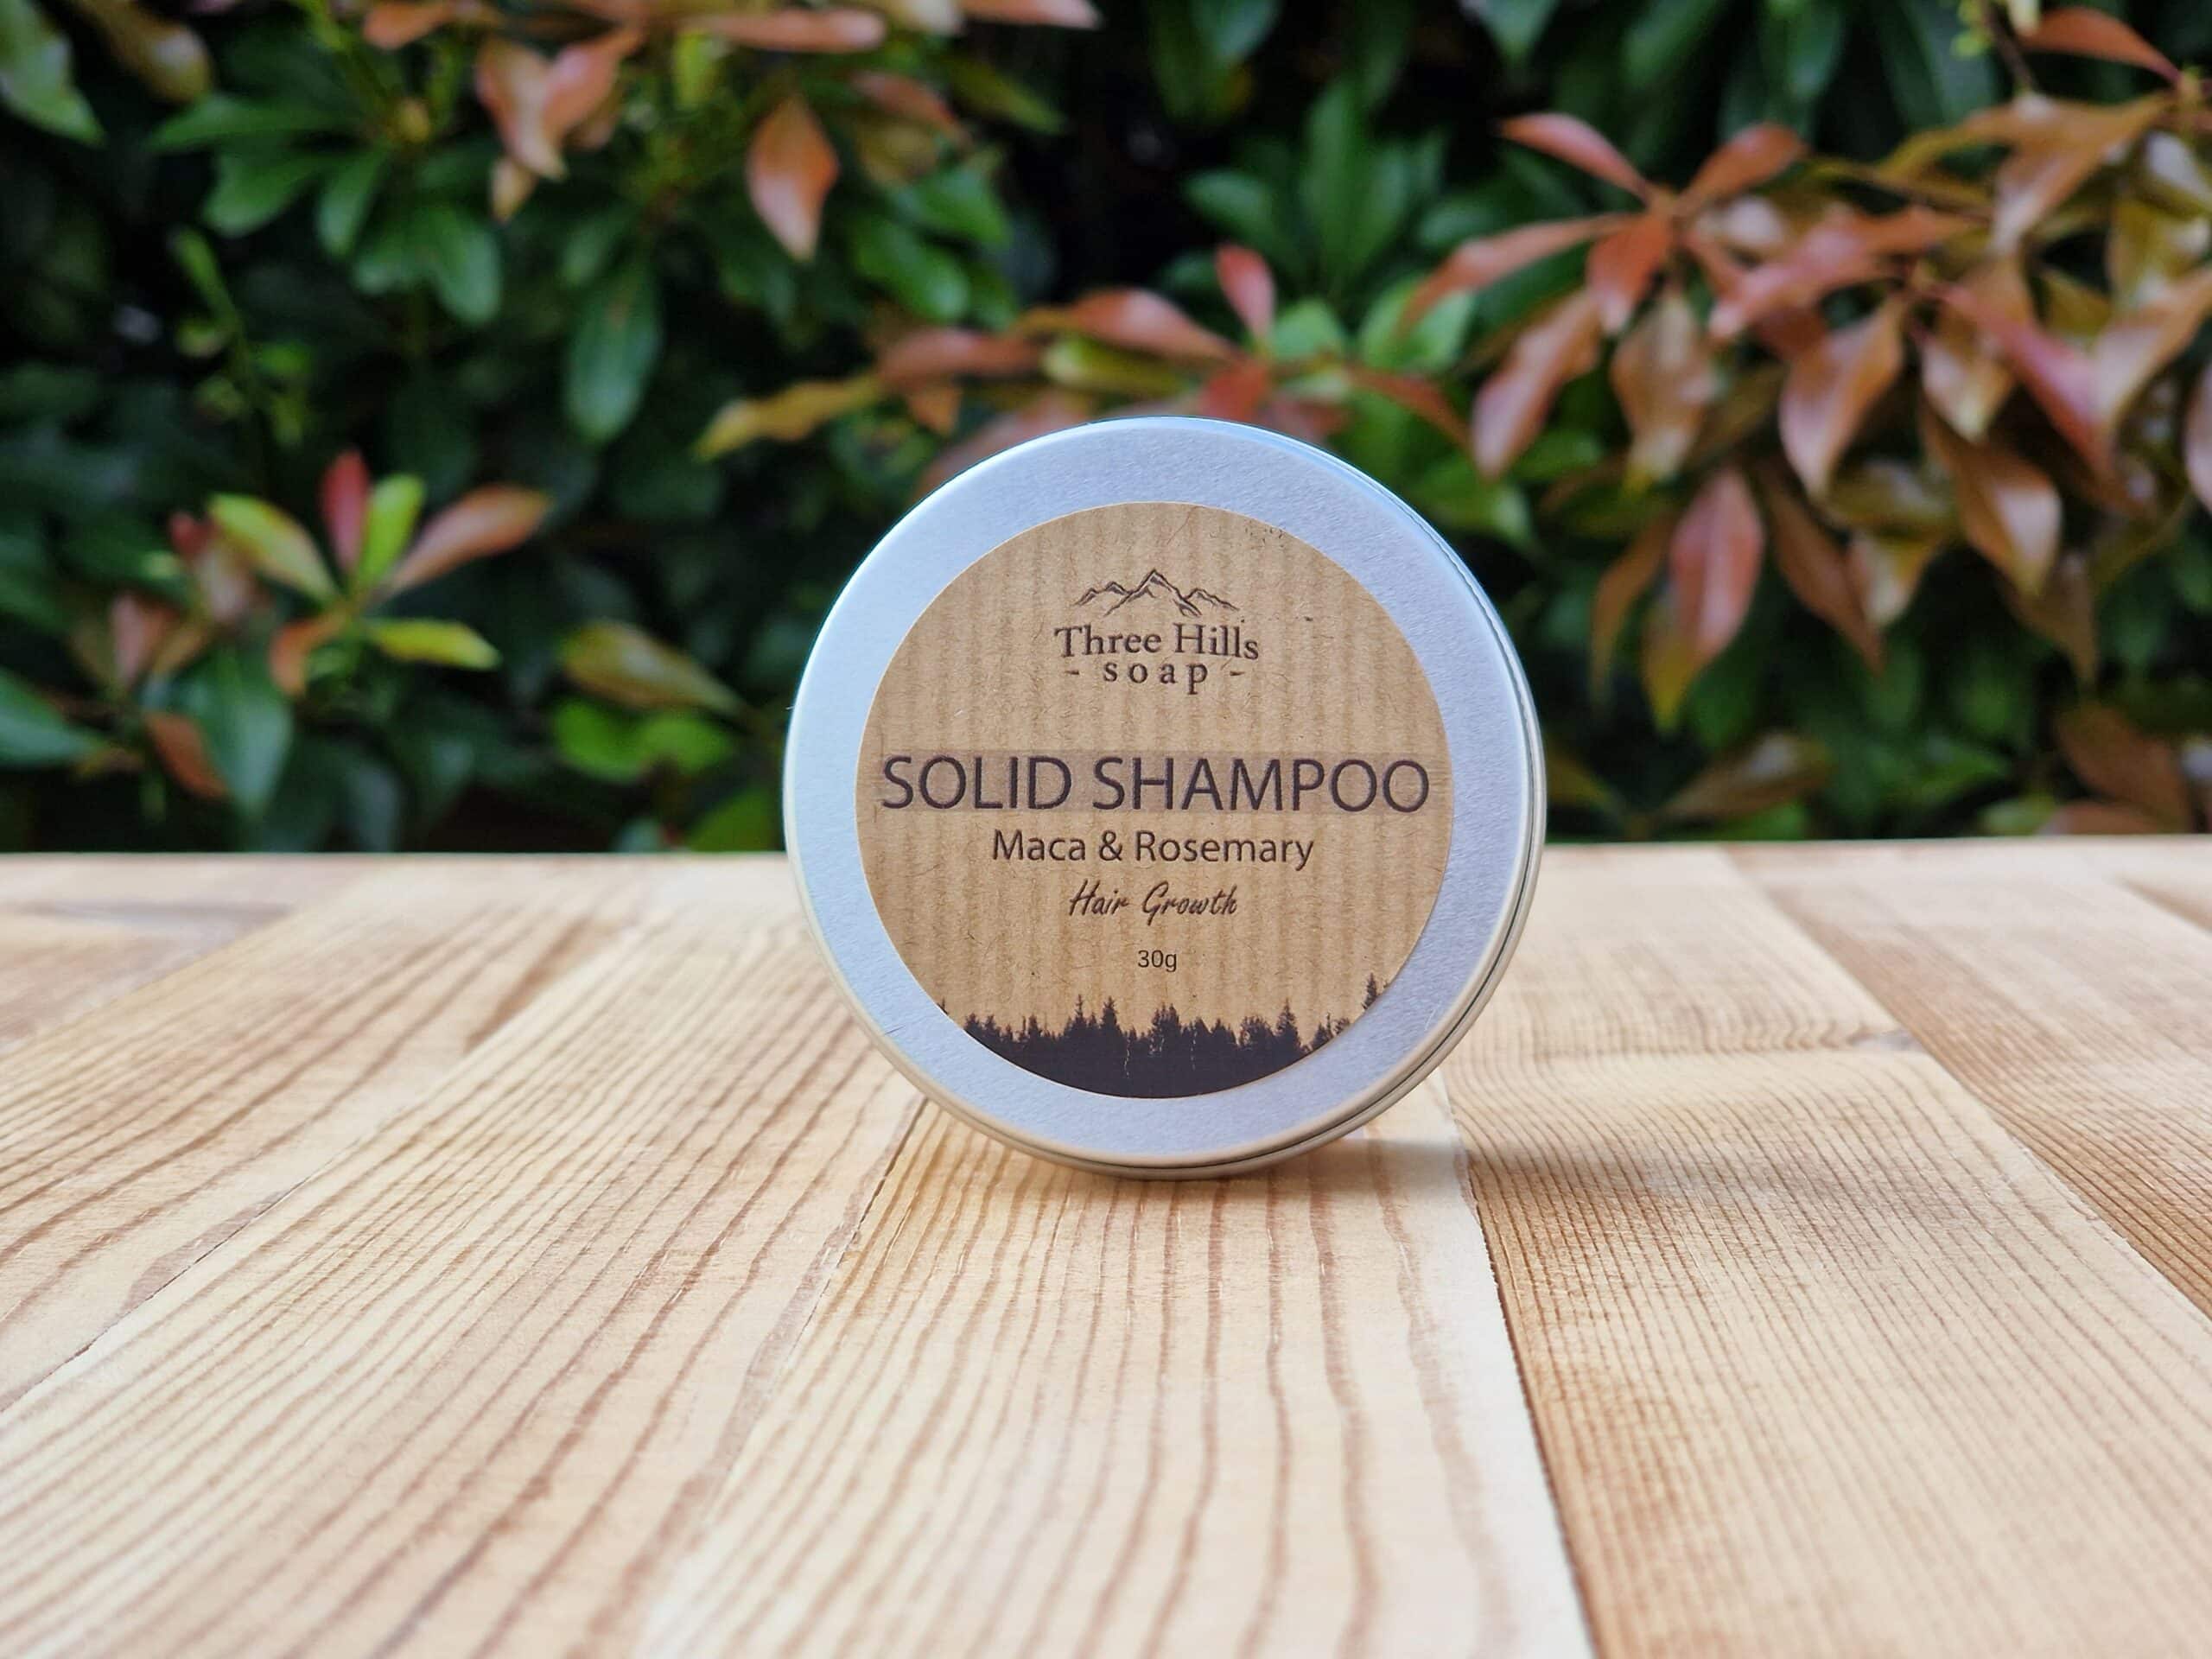 Three Hills
- soap -
SOLID SHAMPOO
Maca & Rosemary
Hair Growth
30g